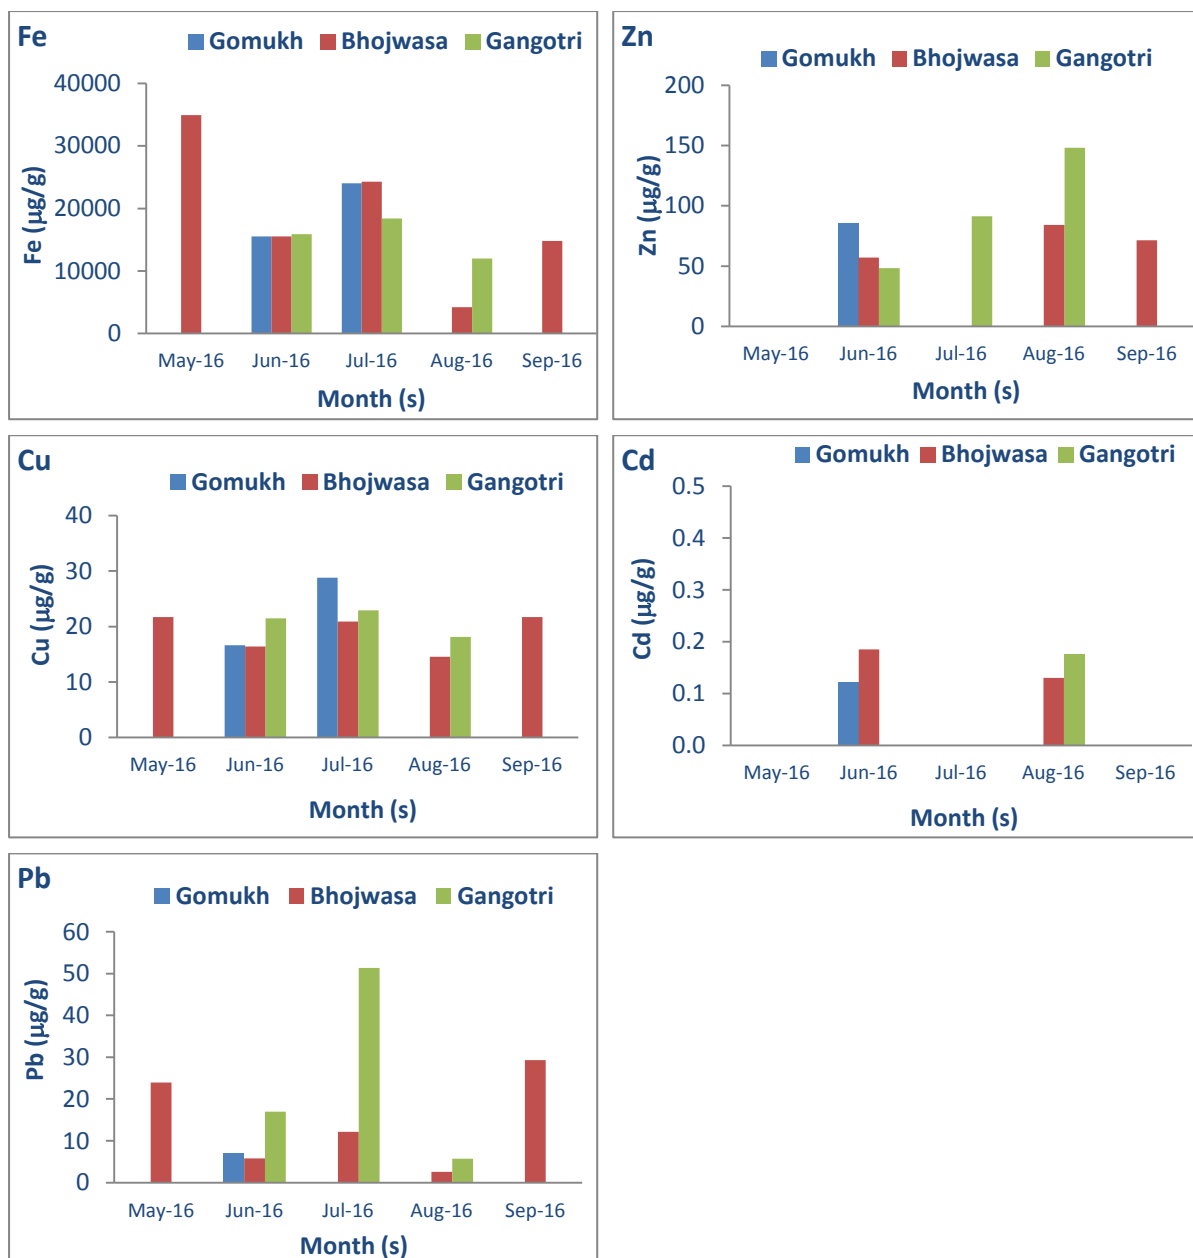 Fe
Gomukh Bhojwasa Gangotri
40000
30000
20000
10000
0
Fe (µg/g)
May-16 Jun-16 Jul-16 Aug-16 Sep-16
Month (s)
Zn
Gomukh Bhojwasa Gangotri
200
150
100
50
0
Zn (µg/g)
May-16 Jun-16 Jul-16 Aug-16 Sep-16
Month (s)
Cu
Gomukh Bhojwasa Gangotri
40
30
20
10
0
Cu (µg/g)
May-16 Jun-16 Jul-16 Aug-16 Sep-16
Month (s)
Cd
Gomukh Bhojwasa Gangotri
0.5
0.4
0.3
0.2
0.1
0.0
Cd (µg/g)
May-16 Jun-16 Jul-16 Aug-16 Sep-16
Month (s)
Pb
Gomukh Bhojwasa Gangotri
60
50
40
30
20
10
0
Pb (µg/g)
May-16 Jun-16 Jul-16 Aug-16 Sep-16
Month (s)